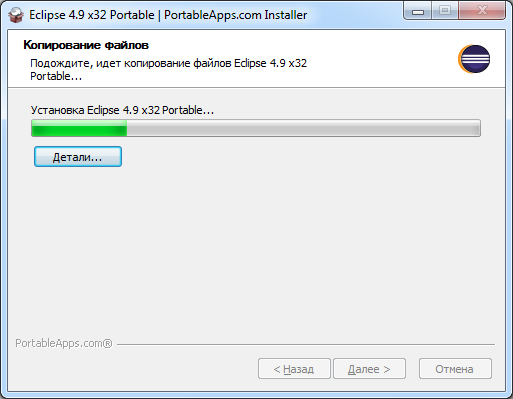 Eclipse 4.9 x32 Portable | PortableApps.com Installer
Копирование файлов
Подождите, идет копирование файлов Eclipse 4.9 x32
Portable...
Установка Eclipse 4.9 x32 Portable...
Детали...
PortableApps.com®
< Назад
Далее >
Отмена